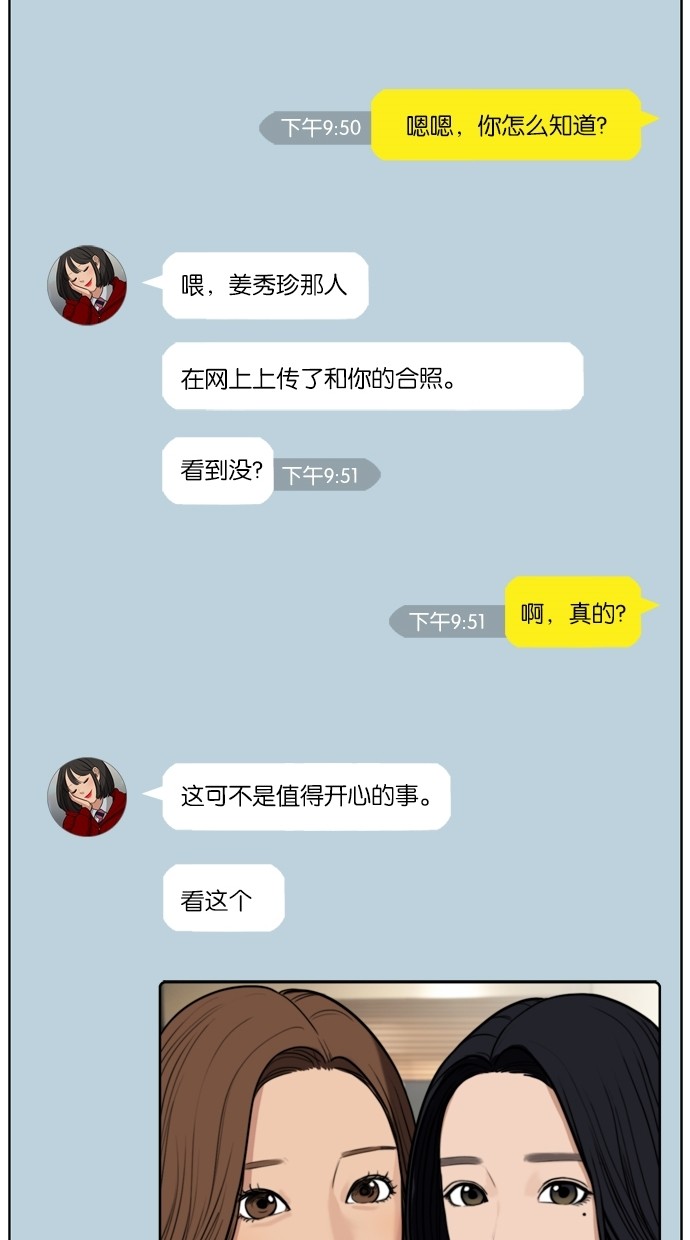 下午9:50 嗯嗯，你怎么知道?
喂，姜秀珍那人
在网上上传了和你的合照。
看到没? 下午9:51
下午9:51 啊，真的?
这可不是值得开心的事。
看这个